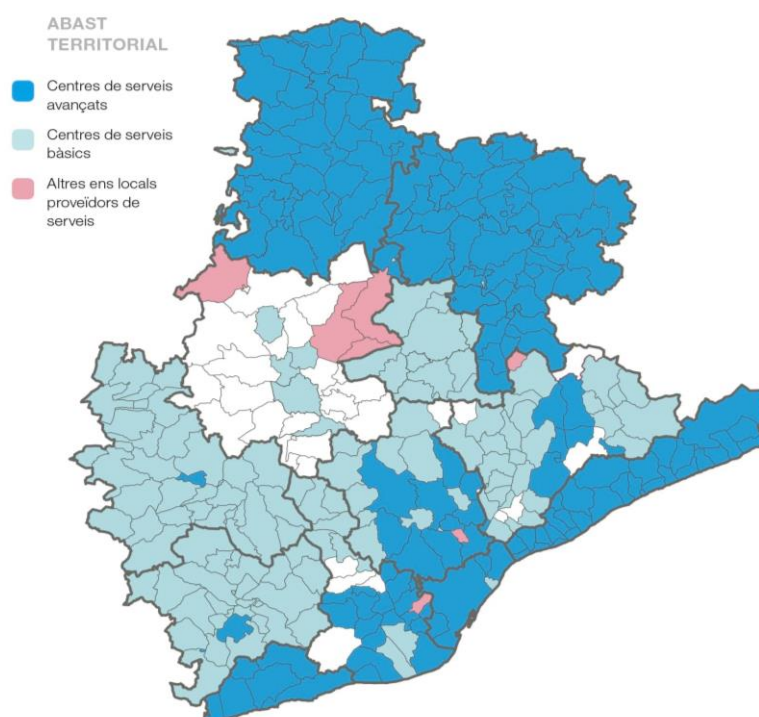 ABAST
TERRITORIAL
Centres de serveis
avançats
Centres de serveis
bàsics
Altres ens locals
proveïdors de
serveis